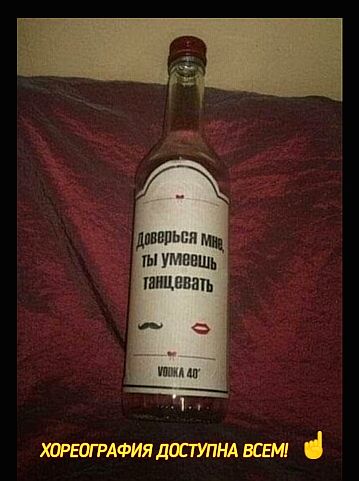 Доверься мне,
ты умеешь
танцевать
VODKA 40°
ХОРЕОГРАФИЯ ДОСТУПНА ВСЕМ! ☝